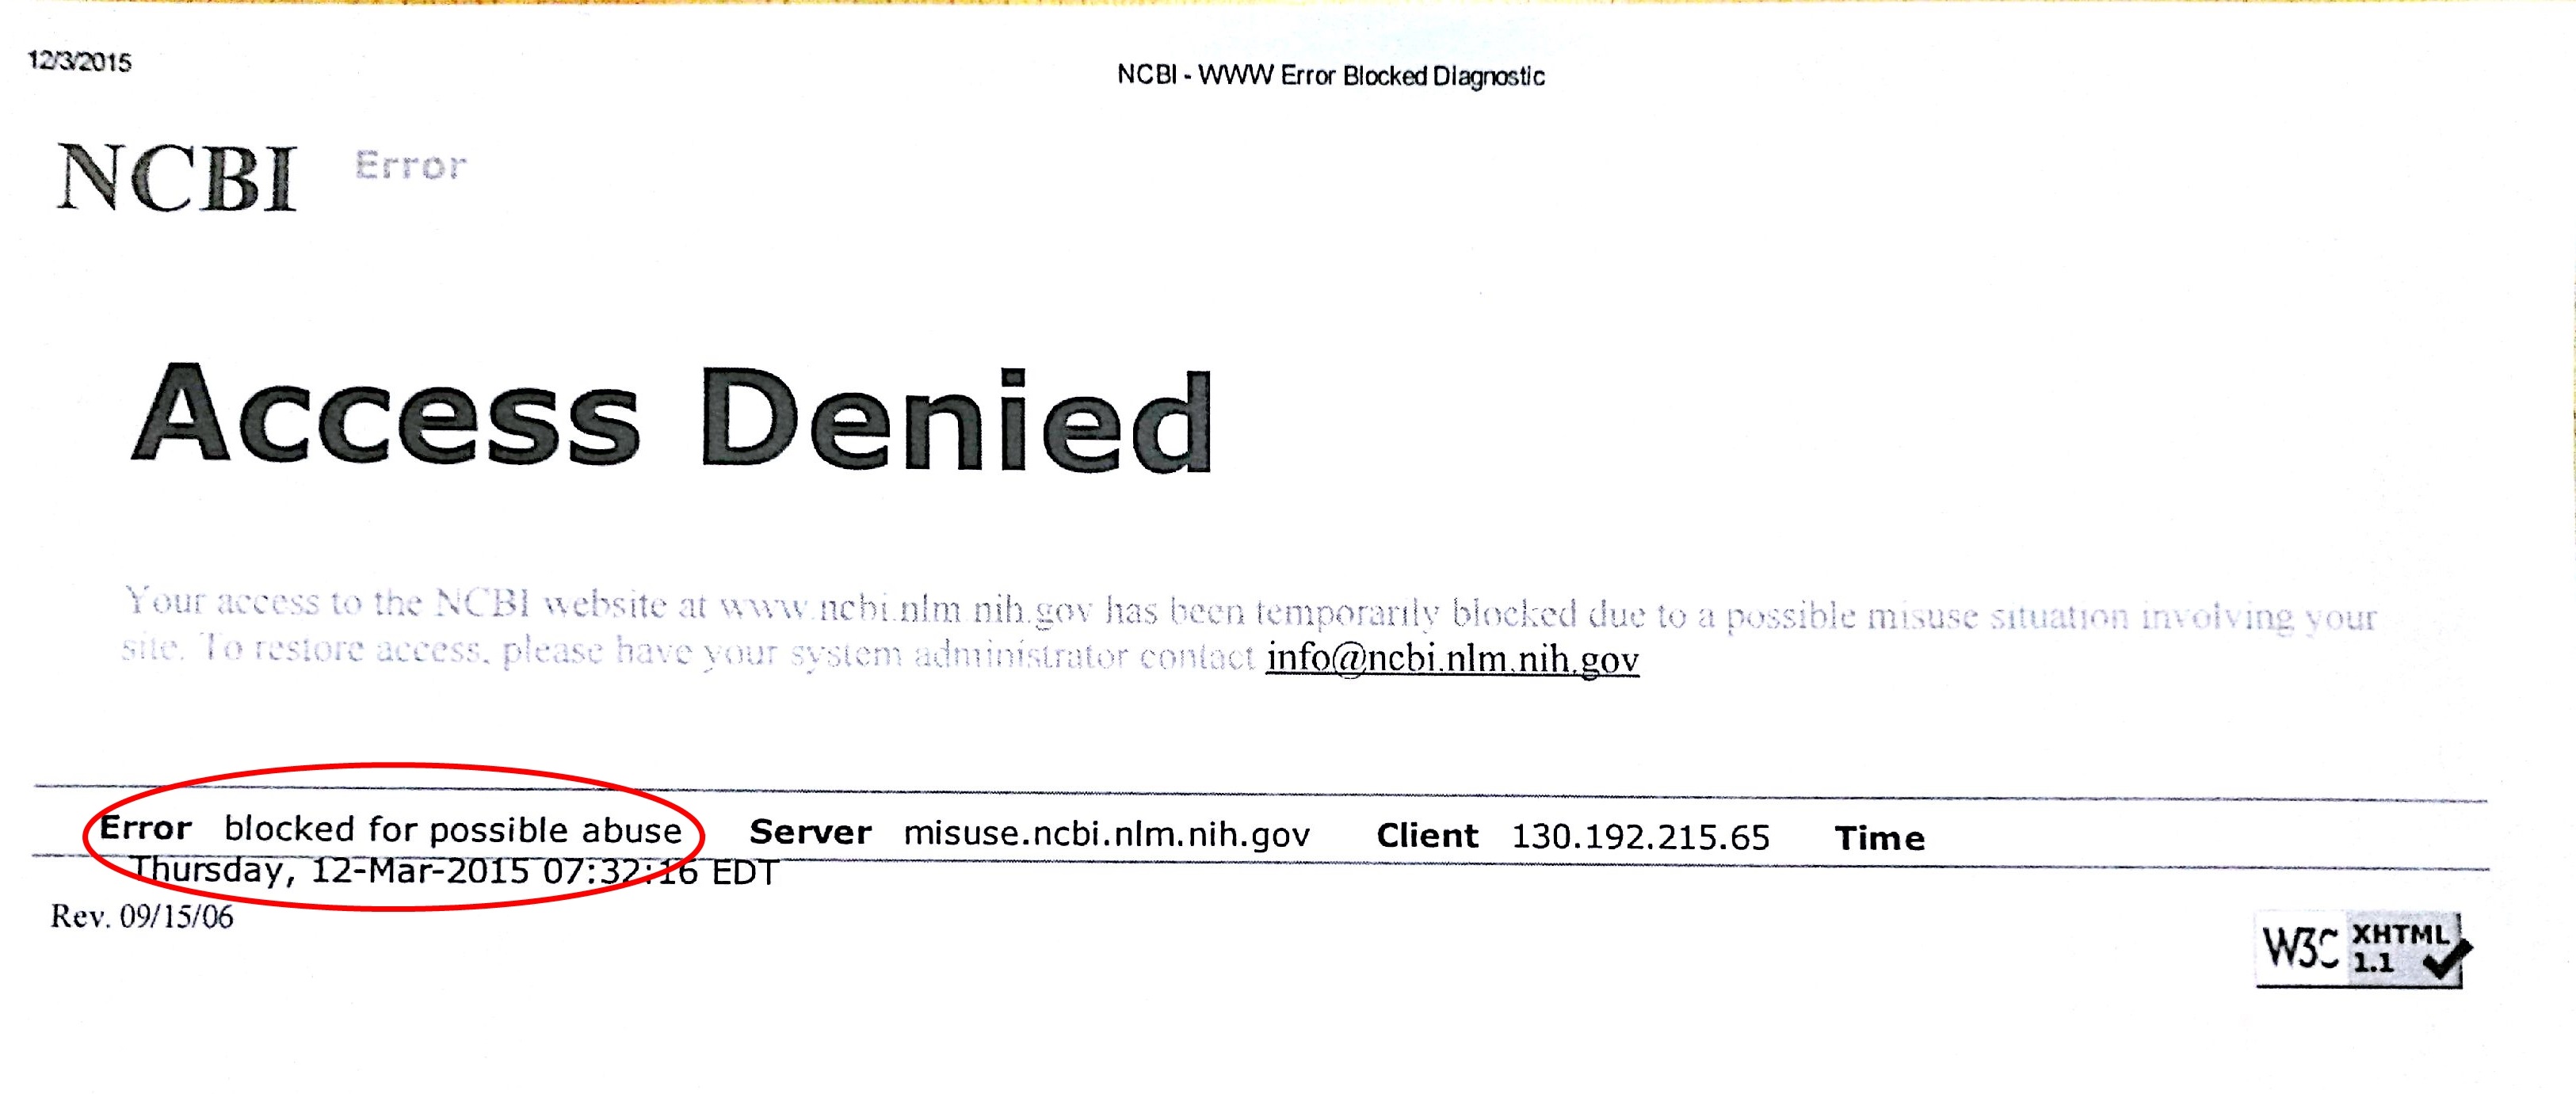 12/3/2015
NCBI - WWW Error Blocked Diagnostic
NCBI Error
Access Denied
Your access to the NCBI website at www.ncbi.nlm.nih.gov has been temporarily blocked due to a possible misuse situation involving your
site. To restore access, please have your system administrator contact info@ncbi.nlm.nih.gov
Error blocked for possible abuse Server misuse.ncbi.nlm.nih.gov Client 130.192.215.65 Time
Thursday, 12-Mar-2015 07:32:16 EDT
Rev. 09/15/06
W3C XHTML 1.1